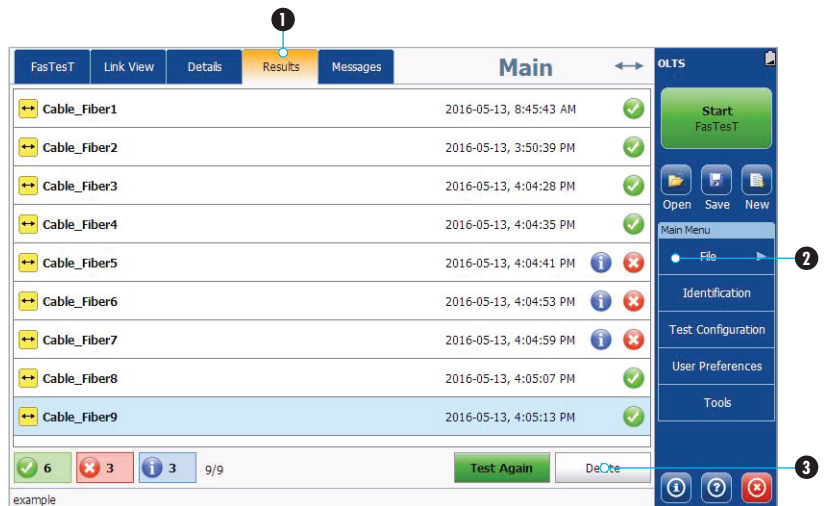 1
FasTesT Link View Details Results Messages Main OLTS
Cable_Fiber1 2016-05-13, 8:45:43 AM
Start
FasTesT
Cable_Fiber2 2016-05-13, 3:50:39 PM
Cable_Fiber3 2016-05-13, 4:04:28 PM
Open Save New
Cable_Fiber4 2016-05-13, 4:04:35 PM
Main Menu
Cable_Fiber5 2016-05-13, 4:04:41 PM
File 2
Cable_Fiber6 2016-05-13, 4:04:53 PM
Identification
Cable_Fiber7 2016-05-13, 4:04:59 PM
Test Configuration
Cable_Fiber8 2016-05-13, 4:05:07 PM
User Preferences
Cable_Fiber9 2016-05-13, 4:05:13 PM
Tools
6 3 3 9/9 Test Again Delete 3
example